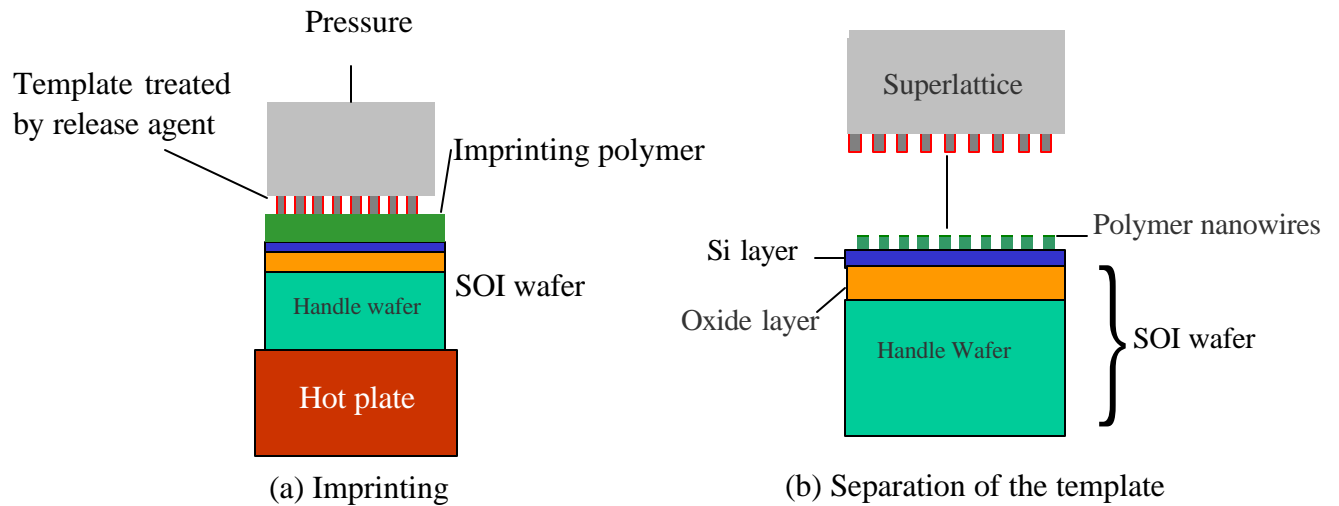 Pressure
Template treated
by release agent
Imprinting polymer
Handle wafer
SOI wafer
Hot plate
(a) Imprinting
Superlattice
Polymer nanowires
Si layer
Oxide layer
Handle Wafer
SOI wafer
(b) Separation of the template